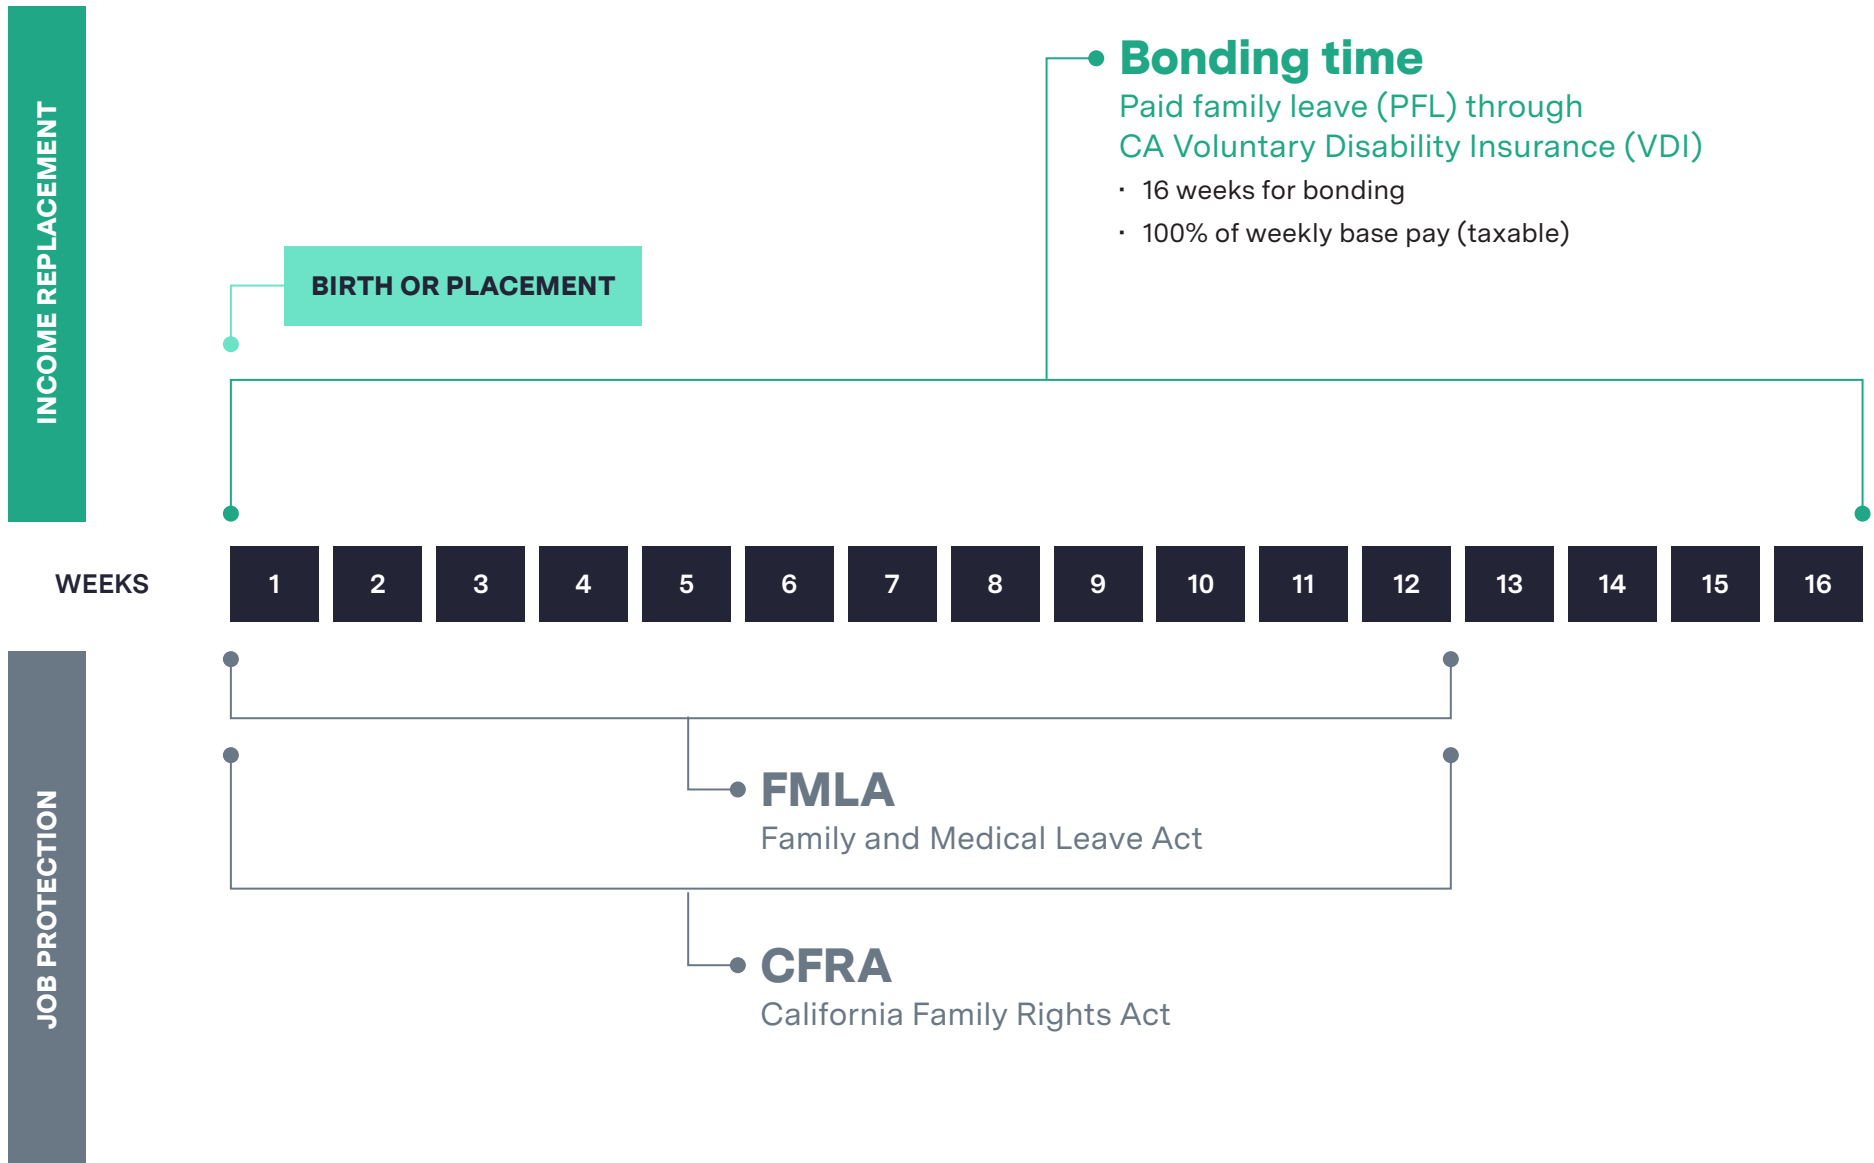 INCOME REPLACEMENT
Bonding time
Paid family leave (PFL) through
CA Voluntary Disability Insurance (VDI)
· 16 weeks for bonding
· 100% of weekly base pay (taxable)
BIRTH OR PLACEMENT
WEEKS 1 2 3 4 5 6 7 8 9 10 11 12 13 14 15 16
JOB PROTECTION
FMLA
Family and Medical Leave Act
CFRA
California Family Rights Act